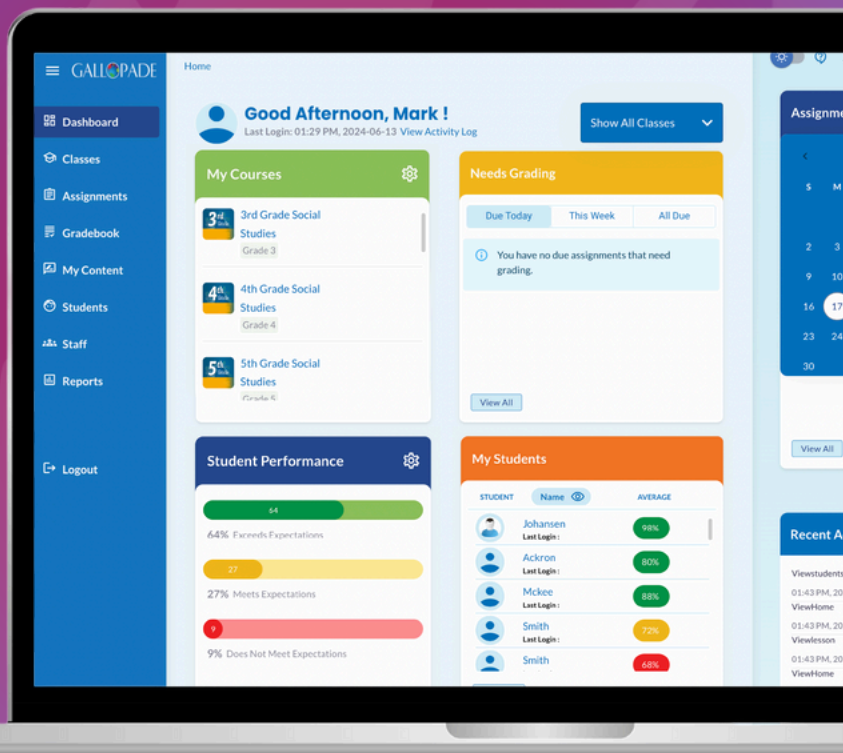 GALLOPADE
Home
Dashboard
Classes
Assignments
Gradebook
My Content
Students
Staff
Reports
Logout
Good Afternoon, Mark !
Last Login: 01:29 PM, 2024-06-13 View Activity Log
Show All Classes
My Courses
3rd
3rd Grade Social
Studies
Grade 3
4th
4th Grade Social
Studies
Grade 4
5th
5th Grade Social
Studies
Grade 5
Needs Grading
Due Today This Week All Due
You have no due assignments that need
grading.
View All
Student Performance
64
64% Exceeds Expectations
27
27% Meets Expectations
9
9% Does Not Meet Expectations
My Students
STUDENT Name AVERAGE
Johansen 98%
Last Login :
Ackron 80%
Last Login :
Mckee 88%
Last Login :
Smith 72%
Last Login :
Smith 68%
Assignme
S M
2 3
9 10
16 17
23 24
30
View All
Recent A
Viewstudents
01:43 PM, 20
ViewHome
01:43 PM, 20
Viewlesson
01:43 PM, 20
ViewHome